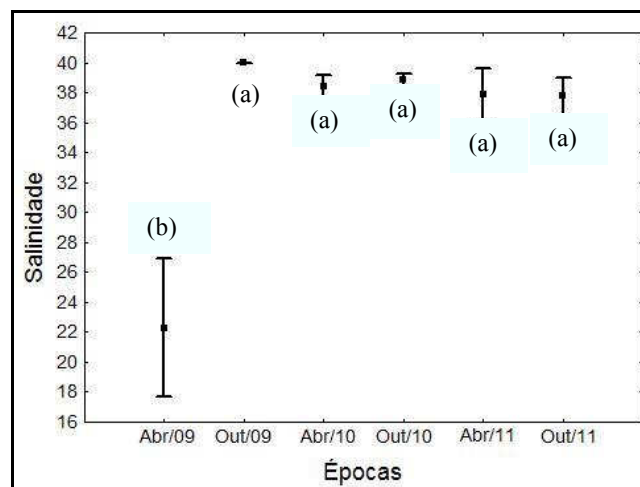 42
40
38
36
34
32
30
28
26
24
22
20
18
16
Salinidade
(b)
(a)
(a)
(a)
(a)
(a)
Abr/09 Out/09 Abr/10 Out/10 Abr/11 Out/11
Épocas